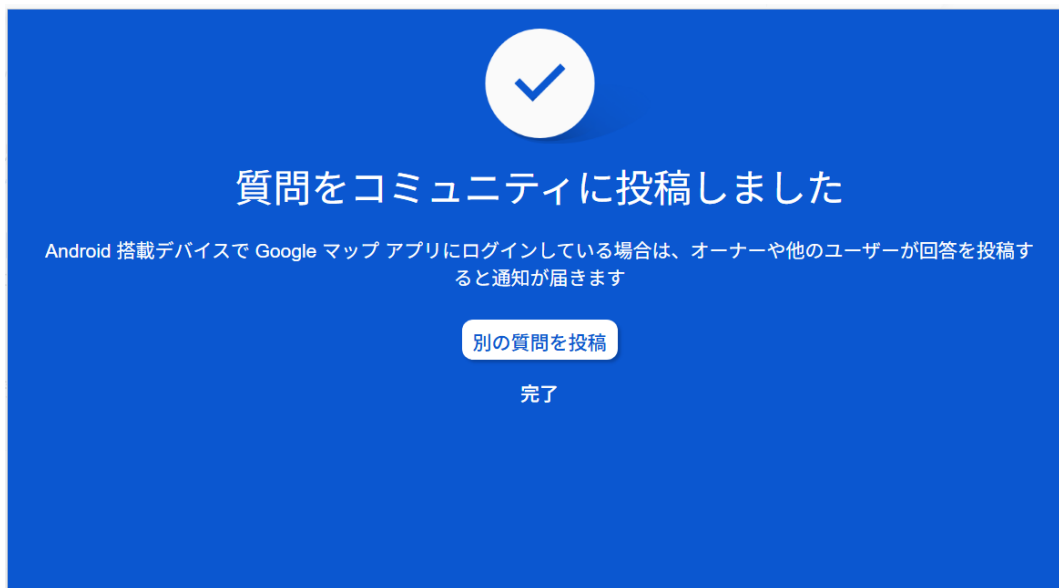 質問をコミュニティに投稿しました
Android 搭載デバイスで Google マップ アプリにログインしている場合は、オーナーや他のユーザーが回答を投稿す
ると通知が届きます
別の質問を投稿
完了